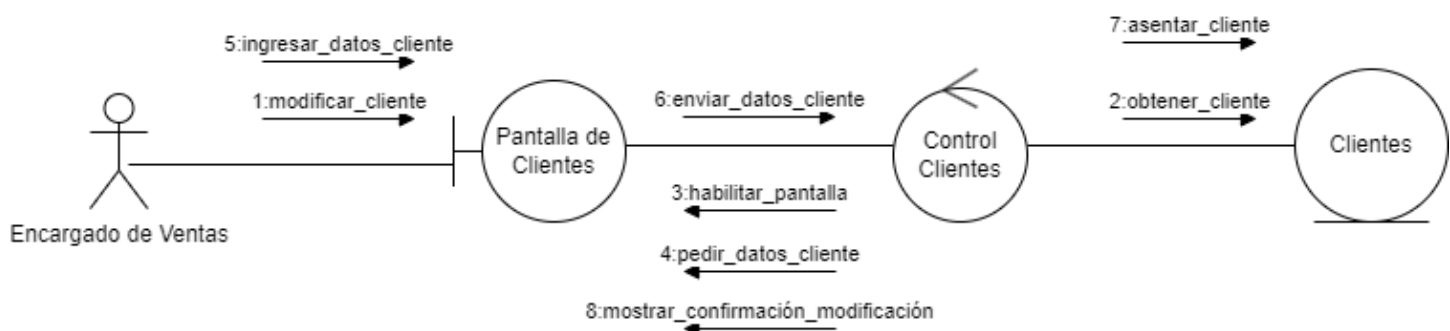 7:asentar_cliente
5:ingresar_datos_cliente
1:modificar_cliente
6:enviar_datos_cliente
2:obtener_cliente
Pantalla de
Clientes
Control
Clientes
Clientes
3:habilitar_pantalla
Encargado de Ventas
4:pedir_datos_cliente
8:mostrar_confirmación_modificación